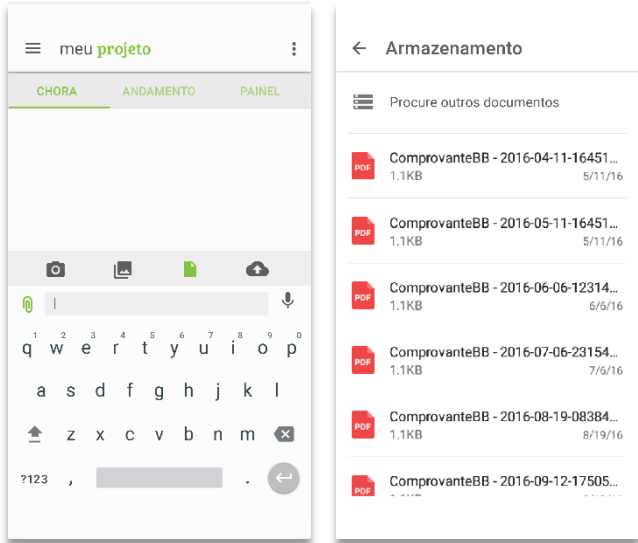 meu projeto
CHORA ANDAMENTO PAINEL
1 2 3 4 5 6 7 8 9 0
q w e r t y u i o p
a s d f g h j k l
z x c v b n m
?123 , .
Armazenamento
Procure outros documentos
PDF ComprovanteBB - 2016-04-11-16451...
1.1KB 5/11/16
PDF ComprovanteBB - 2016-05-11-16451...
1.1KB 5/11/16
PDF ComprovanteBB - 2016-06-06-12314...
1.1KB 6/6/16
PDF ComprovanteBB - 2016-07-06-23154...
1.1KB 7/6/16
PDF ComprovanteBB - 2016-08-19-08384...
1.1KB 8/19/16
PDF ComprovanteBB - 2016-09-12-17505...